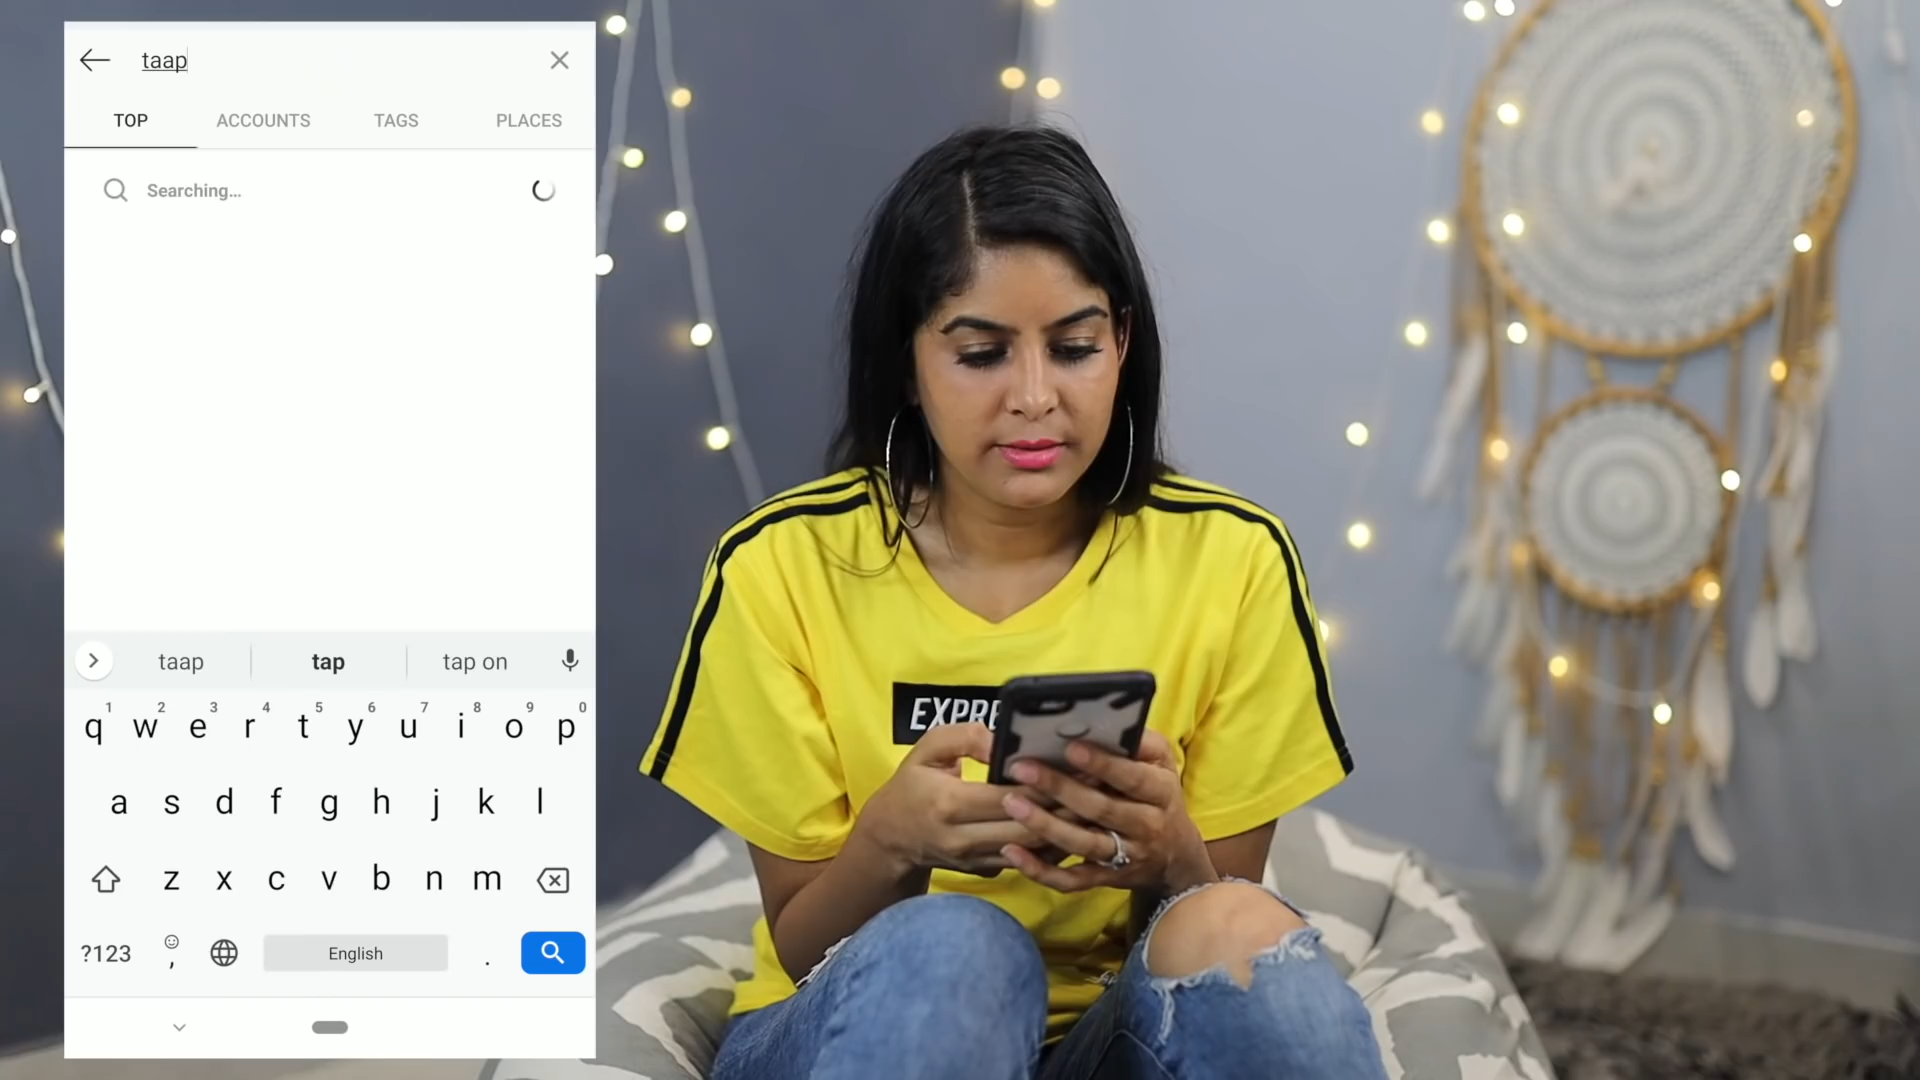 taap
TOP ACCOUNTS TAGS PLACES
Searching...
taap tap tap on
1 2 3 4 5 6 7 8 9 0
q w e r t y u i o p
a s d f g h j k l
z x c v b n m
?123 , English .
EXPRE